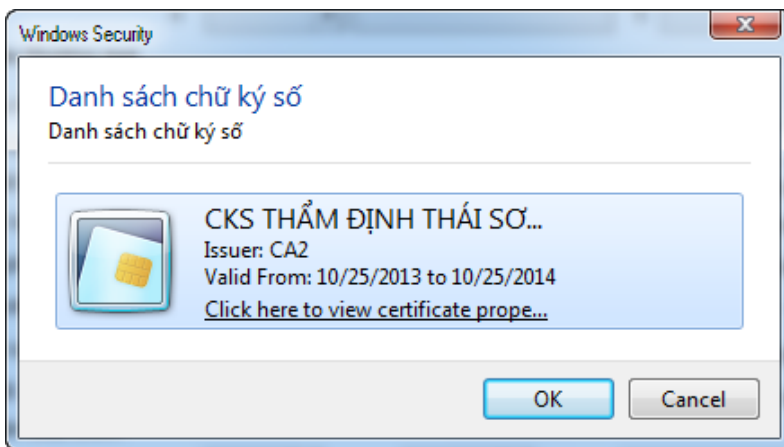 Windows Security
Danh sách chữ ký số
Danh sách chữ ký số
CKS THẨM ĐỊNH THÁI SƠ...
Issuer: CA2
Valid From: 10/25/2013 to 10/25/2014
Click here to view certificate prope...
OK
Cancel